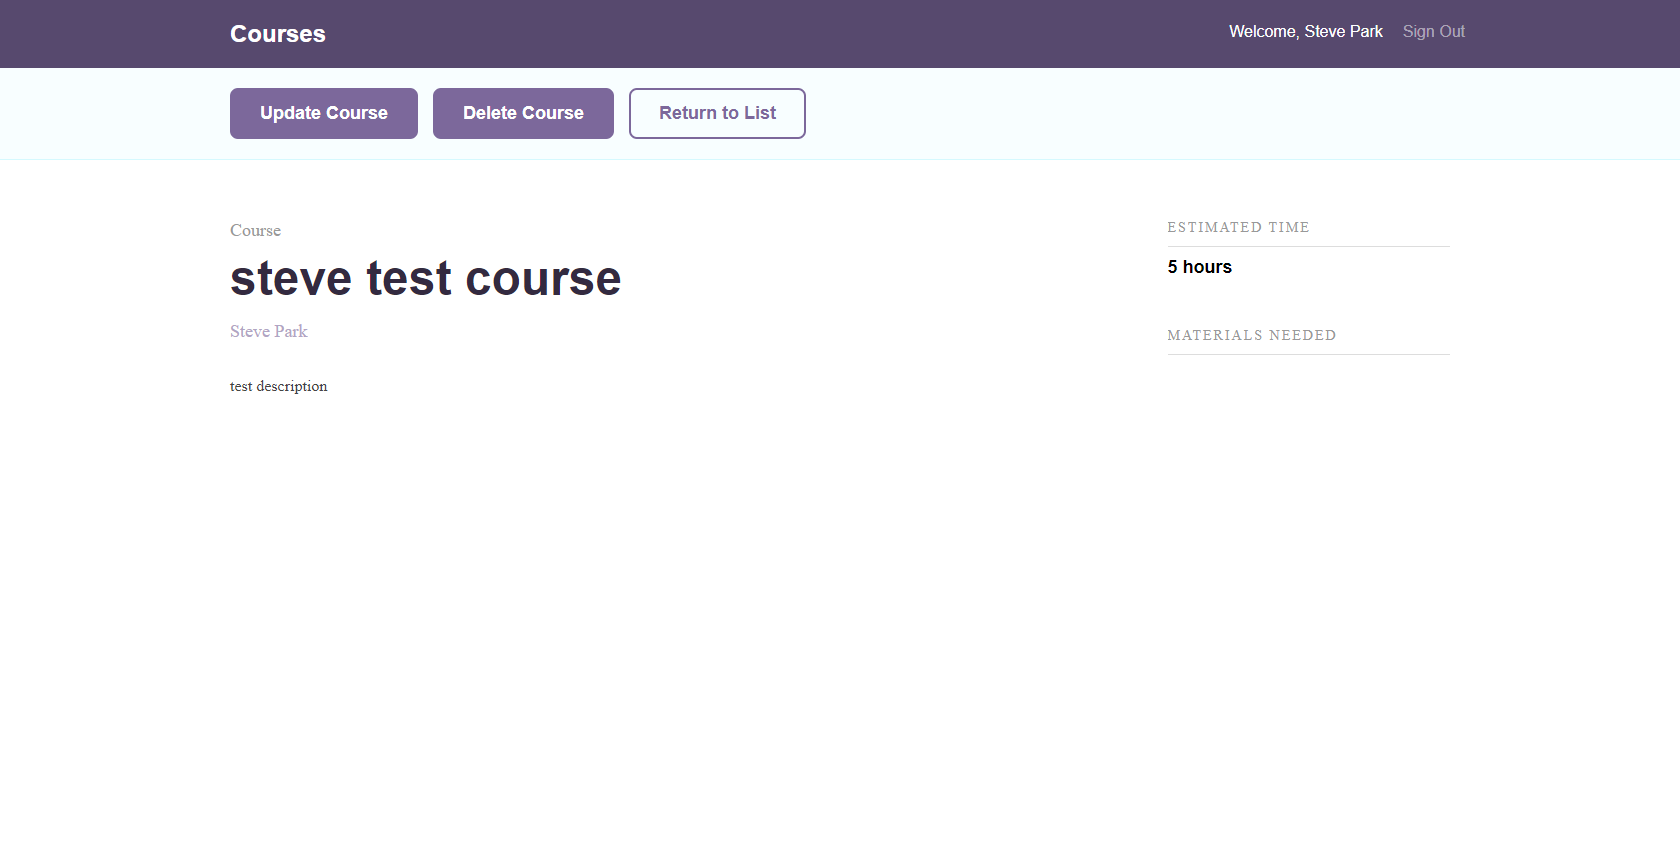 Courses
Welcome, Steve Park Sign Out
Update Course Delete Course Return to List
Course
steve test course
Steve Park
test description
ESTIMATED TIME
5 hours
MATERIALS NEEDED